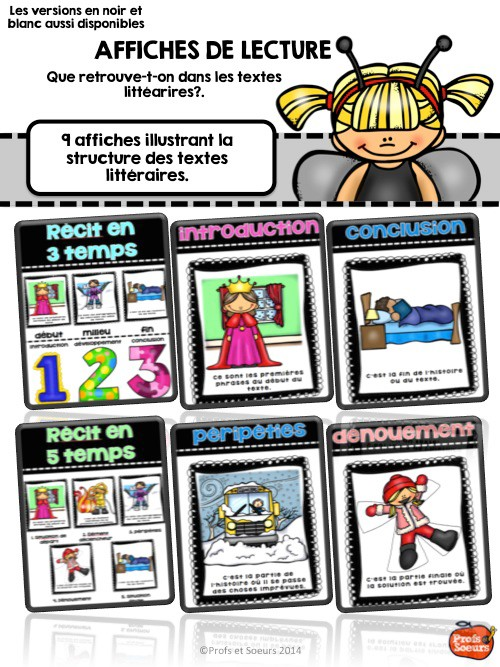 Les versions en noir et
blanc aussi disponibles
AFFICHES DE LECTURE
Que retrouve-t-on dans les textes
littéarires?.
9 affiches illustrant la
structure des textes
littéraires.
Récit en
3 temps
début milieu fin
introduction développement conclusion
1 2 3
introduction
Ce sont les premières
phrases au début du
texte.
conclusion
C'est la fin de l'histoire
ou du texte.
Récit en
5 temps
3. péripéties
péripéties
C'est la partie de
l'histoire où il se passe
des choses imprévues.
dénouement
C'est la partie finale où
la solution est trouvée.
©Profs et Soeurs 2014
Profs
et
Soeurs